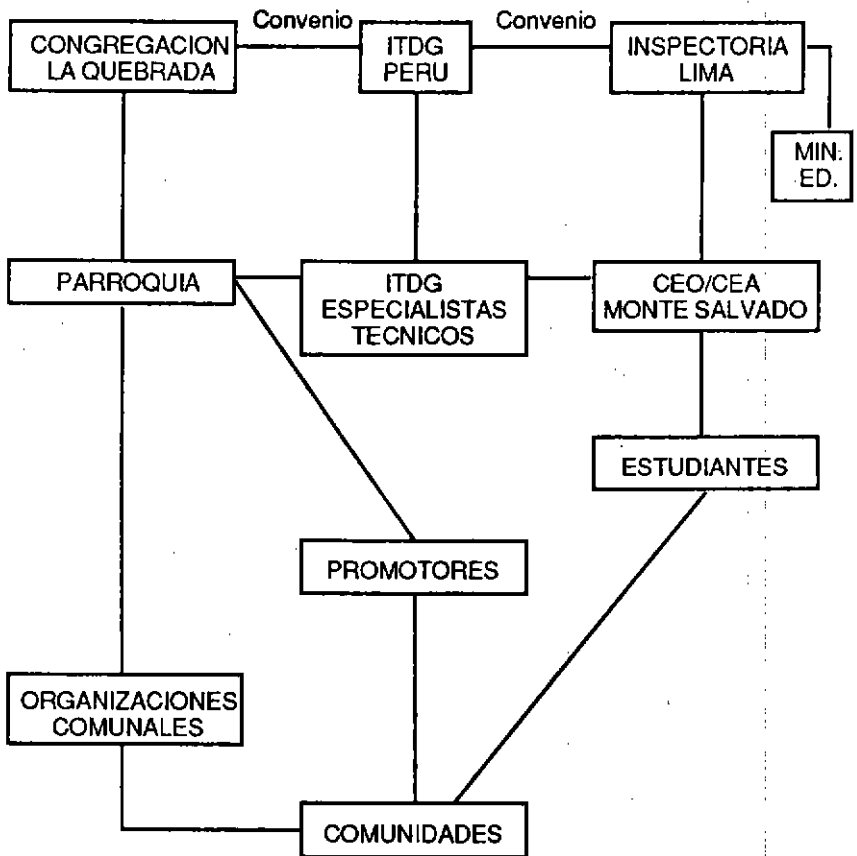 Convenio
Convenio
CONGREGACION
LA QUEBRADA
ITDG
PERU
INSPECTORIA
LIMA
MIN.
ED.
PARROQUIA
ITDG
ESPECIALISTAS
TECNICOS
CEO/CEA
MONTE SALVADO
ESTUDIANTES
PROMOTORES
ORGANIZACIONES
COMUNALES
COMUNIDADES